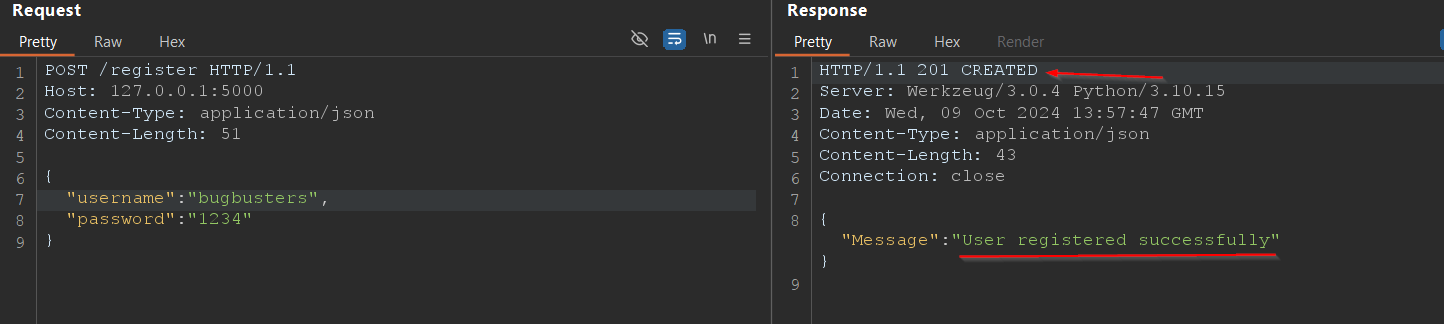 Request
Pretty Raw Hex \n
1 POST /register HTTP/1.1
2 Host: 127.0.0.1:5000
3 Content-Type: application/json
4 Content-Length: 51
5
6 {
7 "username":"bugbusters",
8 "password":"1234"
9 }
Response
Pretty Raw Hex Render
1 HTTP/1.1 201 CREATED
2 Server: Werkzeug/3.0.4 Python/3.10.15
3 Date: Wed, 09 Oct 2024 13:57:47 GMT
4 Content-Type: application/json
5 Content-Length: 43
6 Connection: close
7
8 {
"Message":"User registered successfully"
}
9